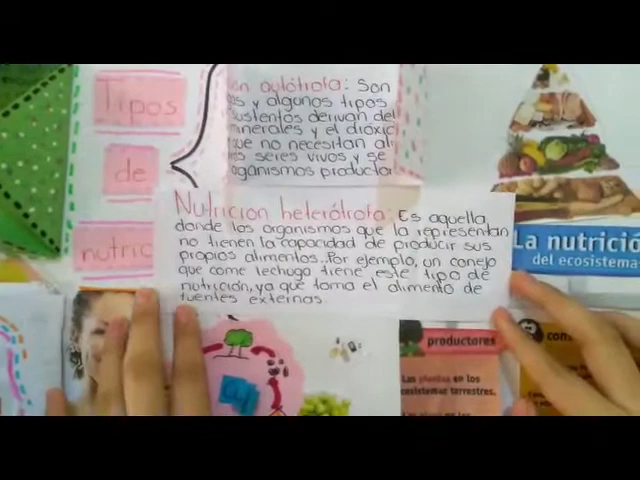 Tipos
de
nutric
ón autótrofa: Son
y algunos tipos
sustentos derivan del
minerales y el dióxid
que no necesitan al
seres vivos y se
organismos productor
Nutricion heterótrofa: Es aquella
donde los organismos que la representan
no tienen la capacidad de producir sus
propios alimentos. Por ejemplo, un conejo
que come lechuga tiene este tipo de
nutrición, ya que toma el alimento de
fuentes externas.
La nutrició
del ecosistema
productores
Las plantas en los
ecosistemas terrestres.
con